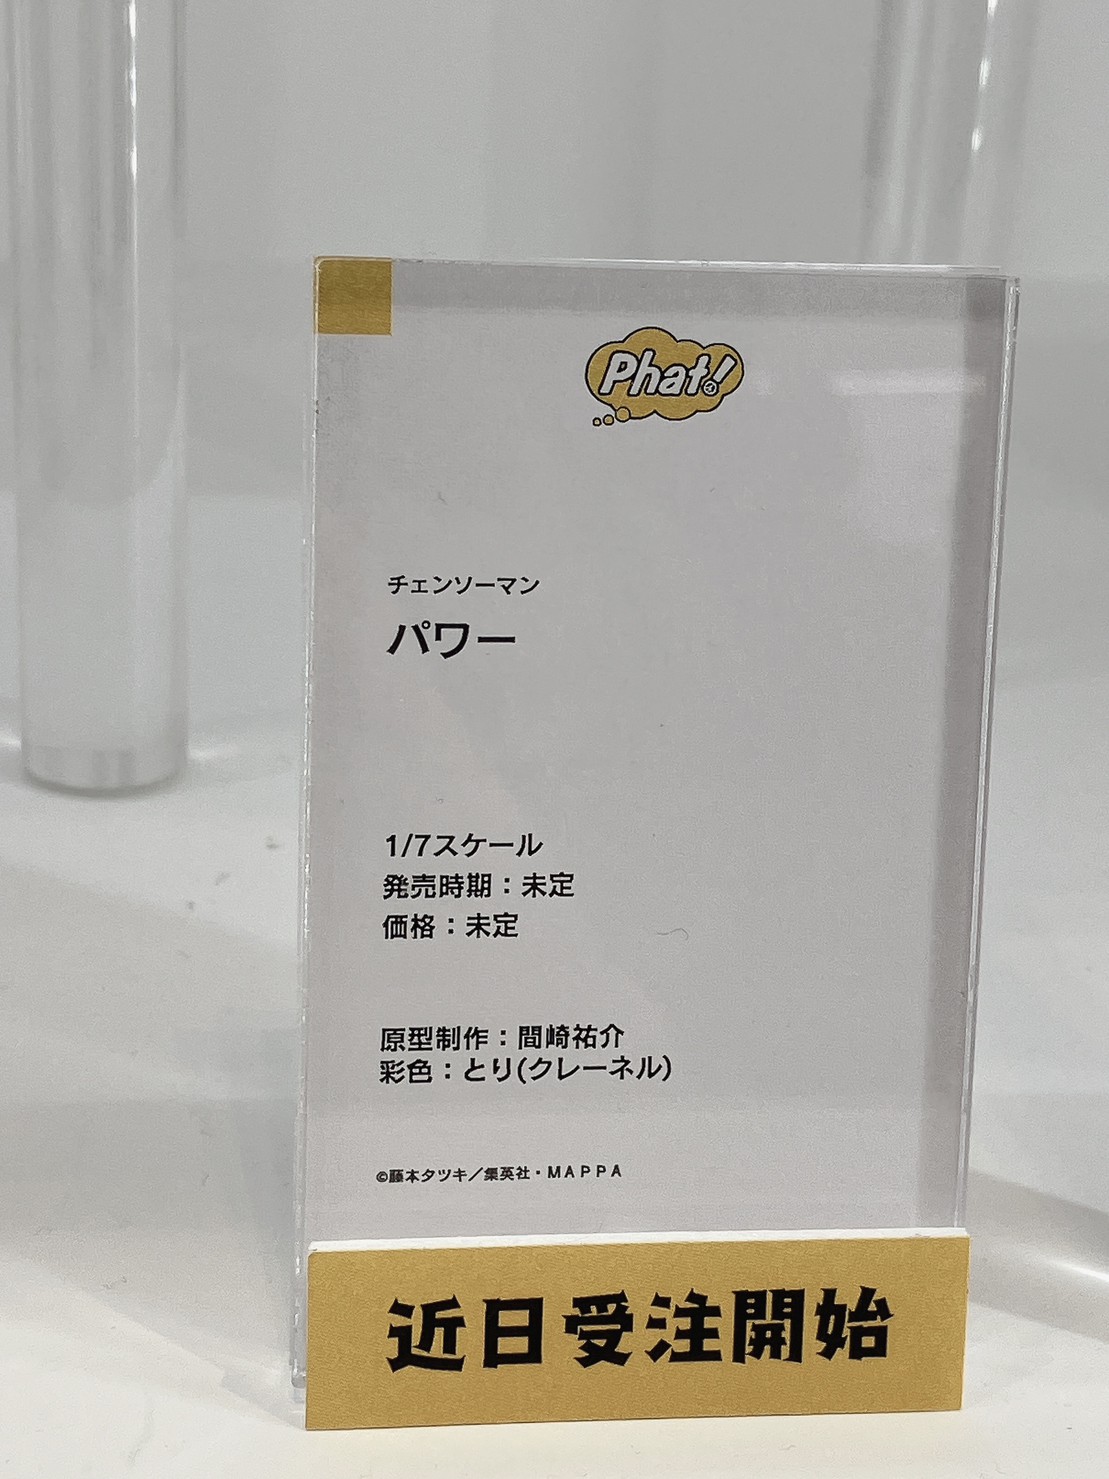 Phat!
チェンソーマン
パワー
1/7スケール
発売時期：未定
価格：未定
原型制作：間崎祐介
彩色：とり(クレーネル)
©藤本タツキ／集英社・MAPPA
近日受注開始